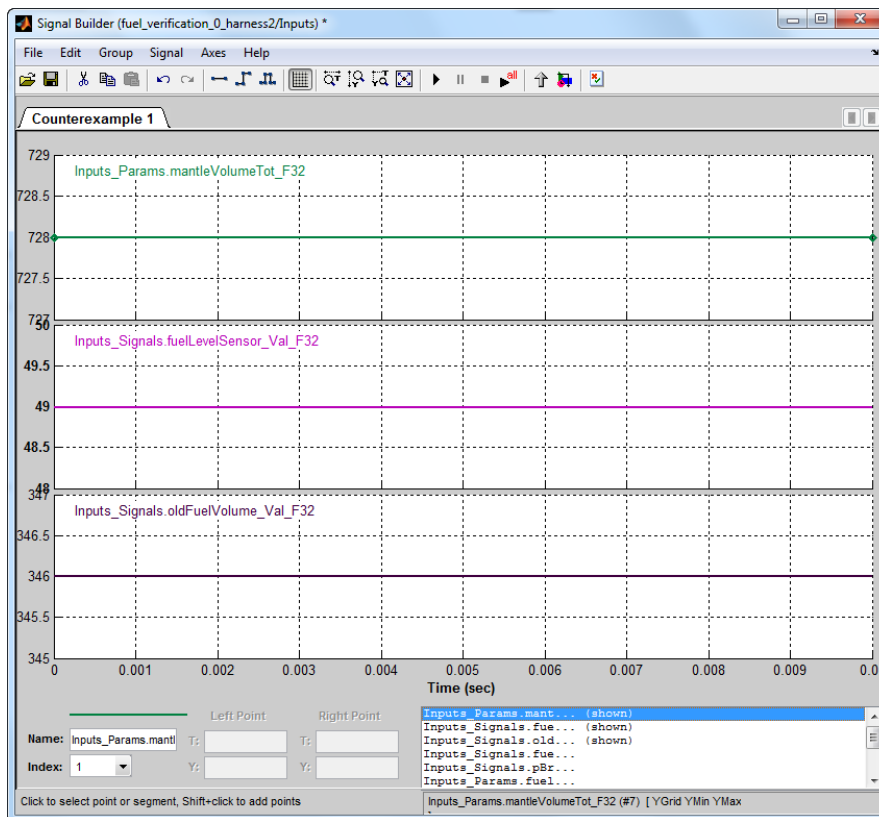 Signal Builder (fuel_verification_0_harness2/Inputs) *
File Edit Group Signal Axes Help
all
Counterexample 1
729
Inputs_Params.mantleVolumeTot_F32
728.5
728
727.5
727
50
Inputs_Signals.fuelLevelSensor_Val_F32
49.5
49
48.5
48
347
Inputs_Signals.oldFuelVolume_Val_F32
346.5
346
345.5
345
0 0.001 0.002 0.003 0.004 0.005 0.006 0.007 0.008 0.009 0.0
Time (sec)
Left Point Right Point
Name: Inputs_Params.mantl T: T:
Index: 1 Y: Y:
Inputs_Params.mant... (shown)
Inputs_Signals.fue... (shown)
Inputs_Signals.old... (shown)
Inputs_Signals.fue...
Inputs_Signals.pBr...
Inputs_Params.fuel...
Click to select point or segment, Shift+click to add points
Inputs_Params.mantleVolumeTot_F32 (#7) [ YGrid YMin YMax